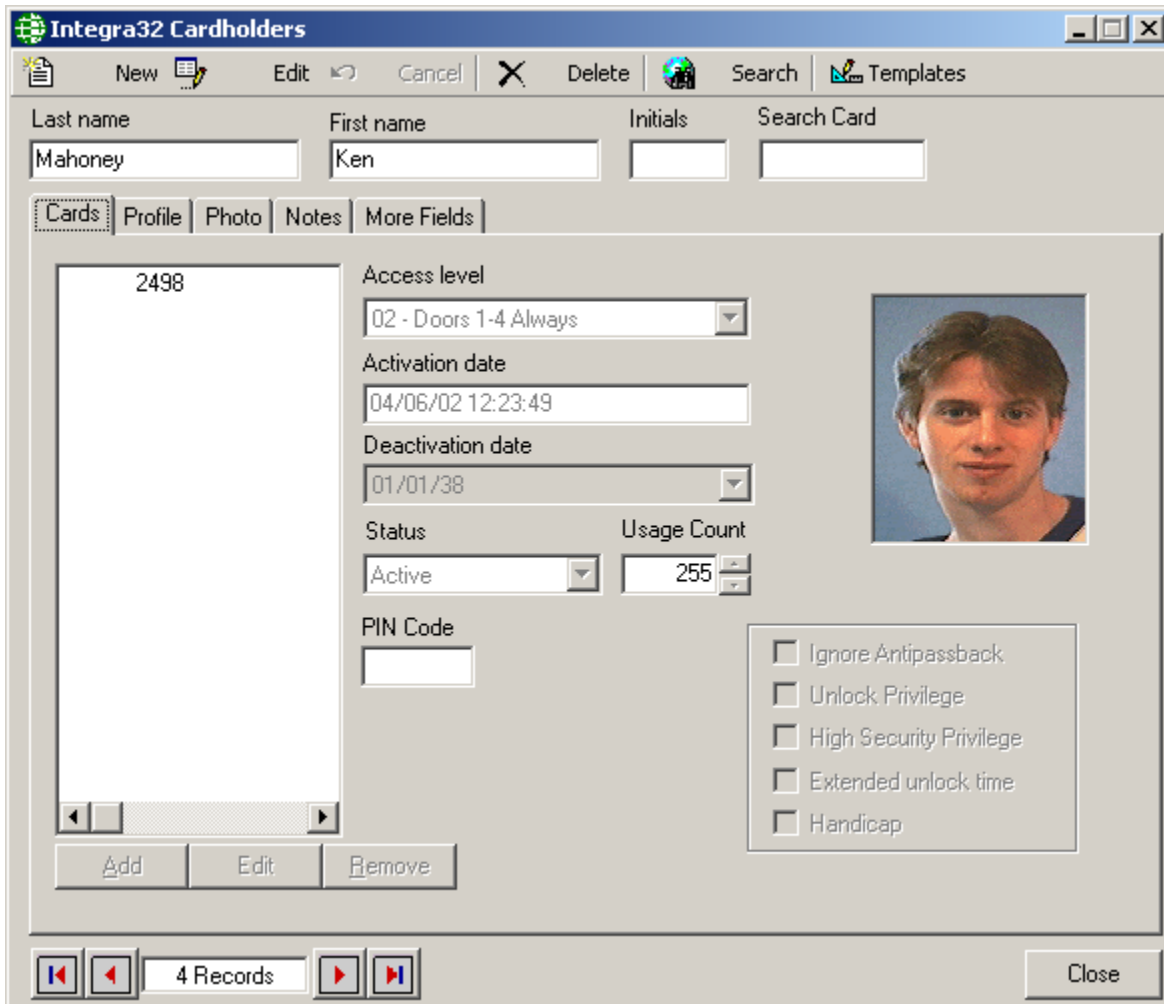 Integra32 Cardholders
New Edit Cancel Delete Search Templates
Last name First name Initials Search Card
Mahoney Ken
Cards Profile Photo Notes More Fields
2498
Access level
02 - Doors 1-4 Always
Activation date
04/06/02 12:23:49
Deactivation date
01/01/38
Status Usage Count
Active 255
PIN Code
Ignore Antipassback
Unlock Privilege
High Security Privilege
Extended unlock time
Handicap
Add Edit Remove
4 Records Close